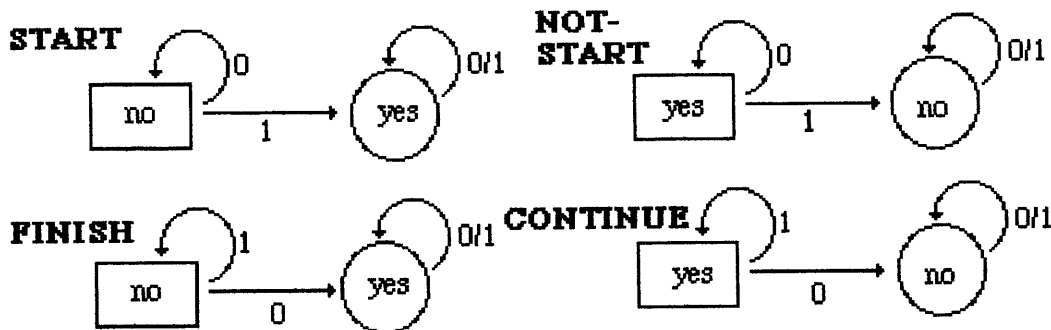 START
0
0/1
no
1
yes
NOT-
START
0
0/1
yes
1
no
FINISH
1
0/1
no
0
yes
CONTINUE
1
0/1
yes
0
no